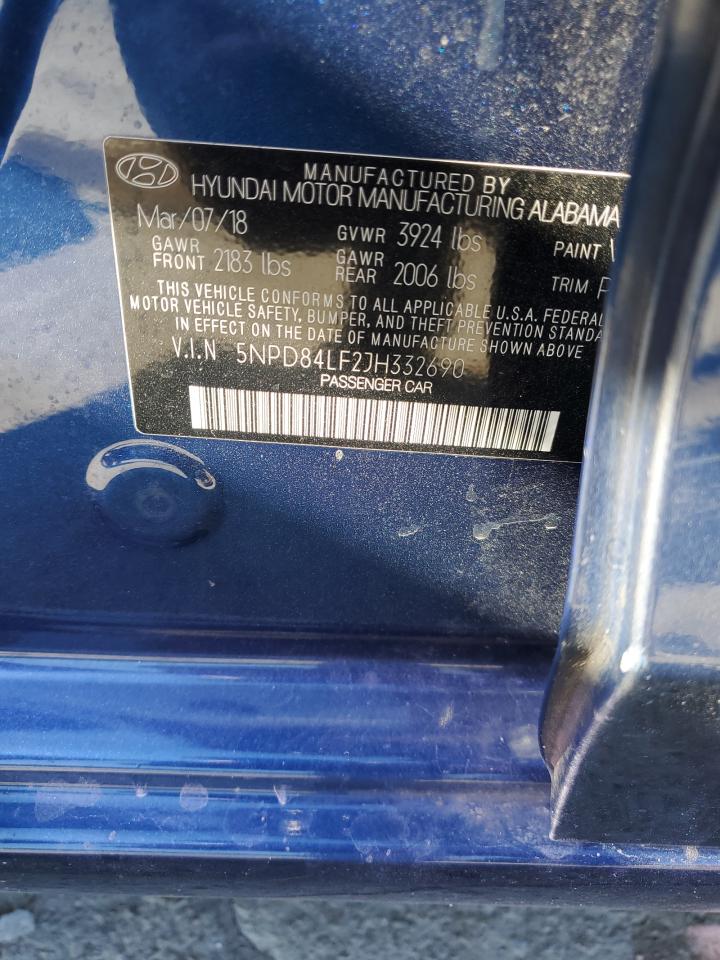 MANUFACTURED BY
HYUNDAI MOTOR MANUFACTURING ALABAMA
Mar/07/18 GVWR 3924 lbs PAINT
GAWR FRONT 2183 lbs GAWR REAR 2006 lbs TRIM
THIS VEHICLE CONFORMS TO ALL APPLICABLE U.S.A. FEDERAL
MOTOR VEHICLE SAFETY, BUMPER, AND THEFT PREVENTION STANDA
IN EFFECT ON THE DATE OF MANUFACTURE SHOWN ABOVE
V.I.N 5NPD84LF2JH332690
PASSENGER CAR